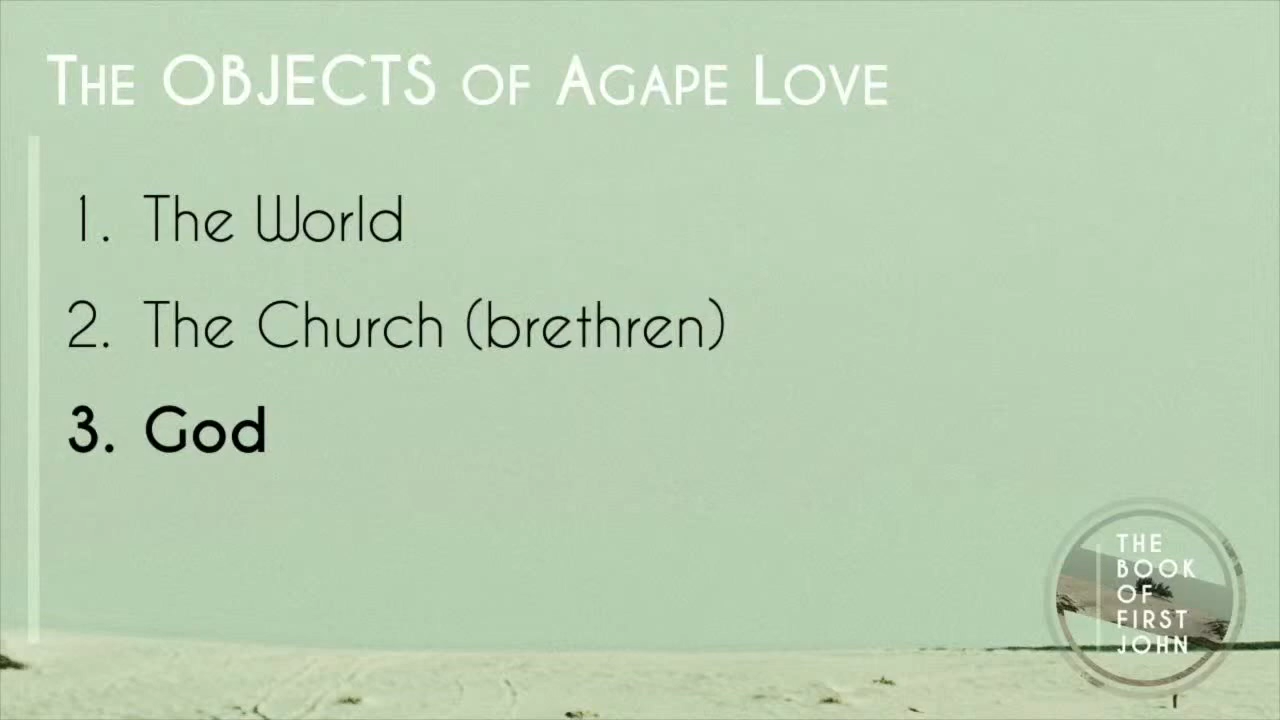 The OBJECTS of Agape Love
1. The World
2. The Church (brethren)
3. God
THE
BOOK
OF
FIRST
JOHN